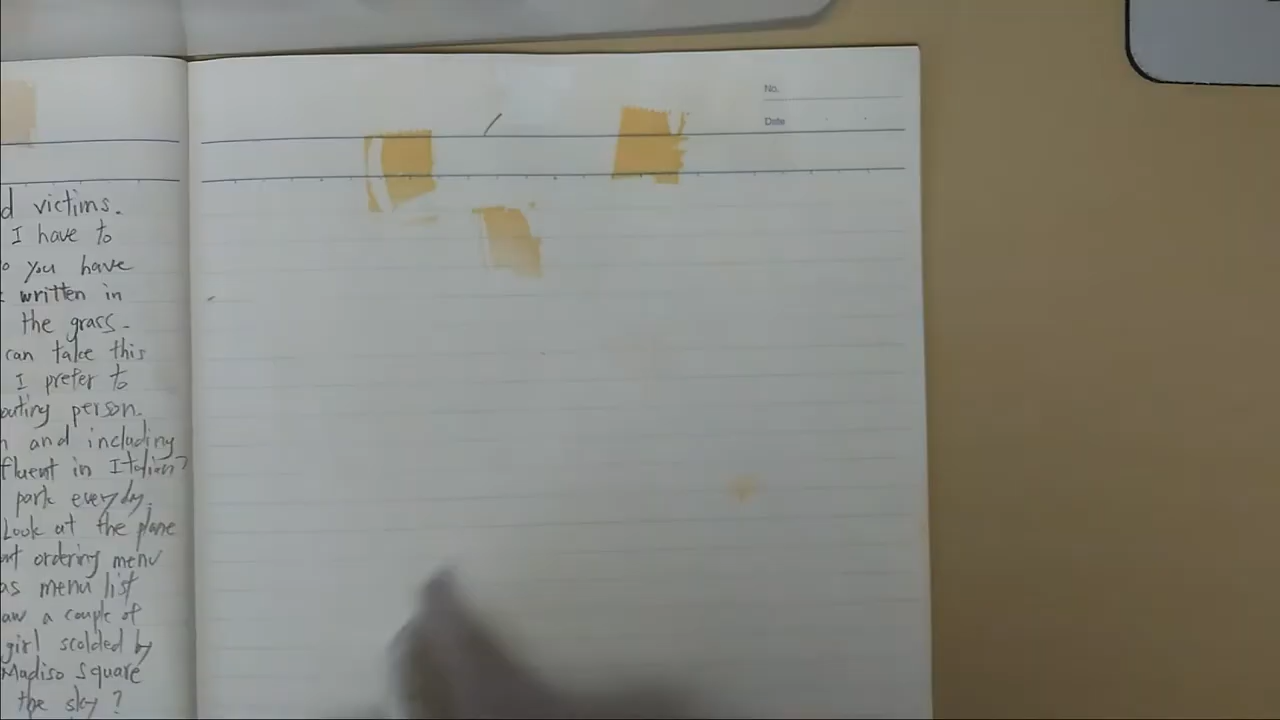 No.
Date
d victims.
I have to
o you have
written in
the grass.
can take this
I prefer to
outing person.
n and including
fluent in Italian?
park everyday.
Look at the plane
ordering menu
as menu list
aw a couple of
girl scolded by
Madiso Square
the sky?